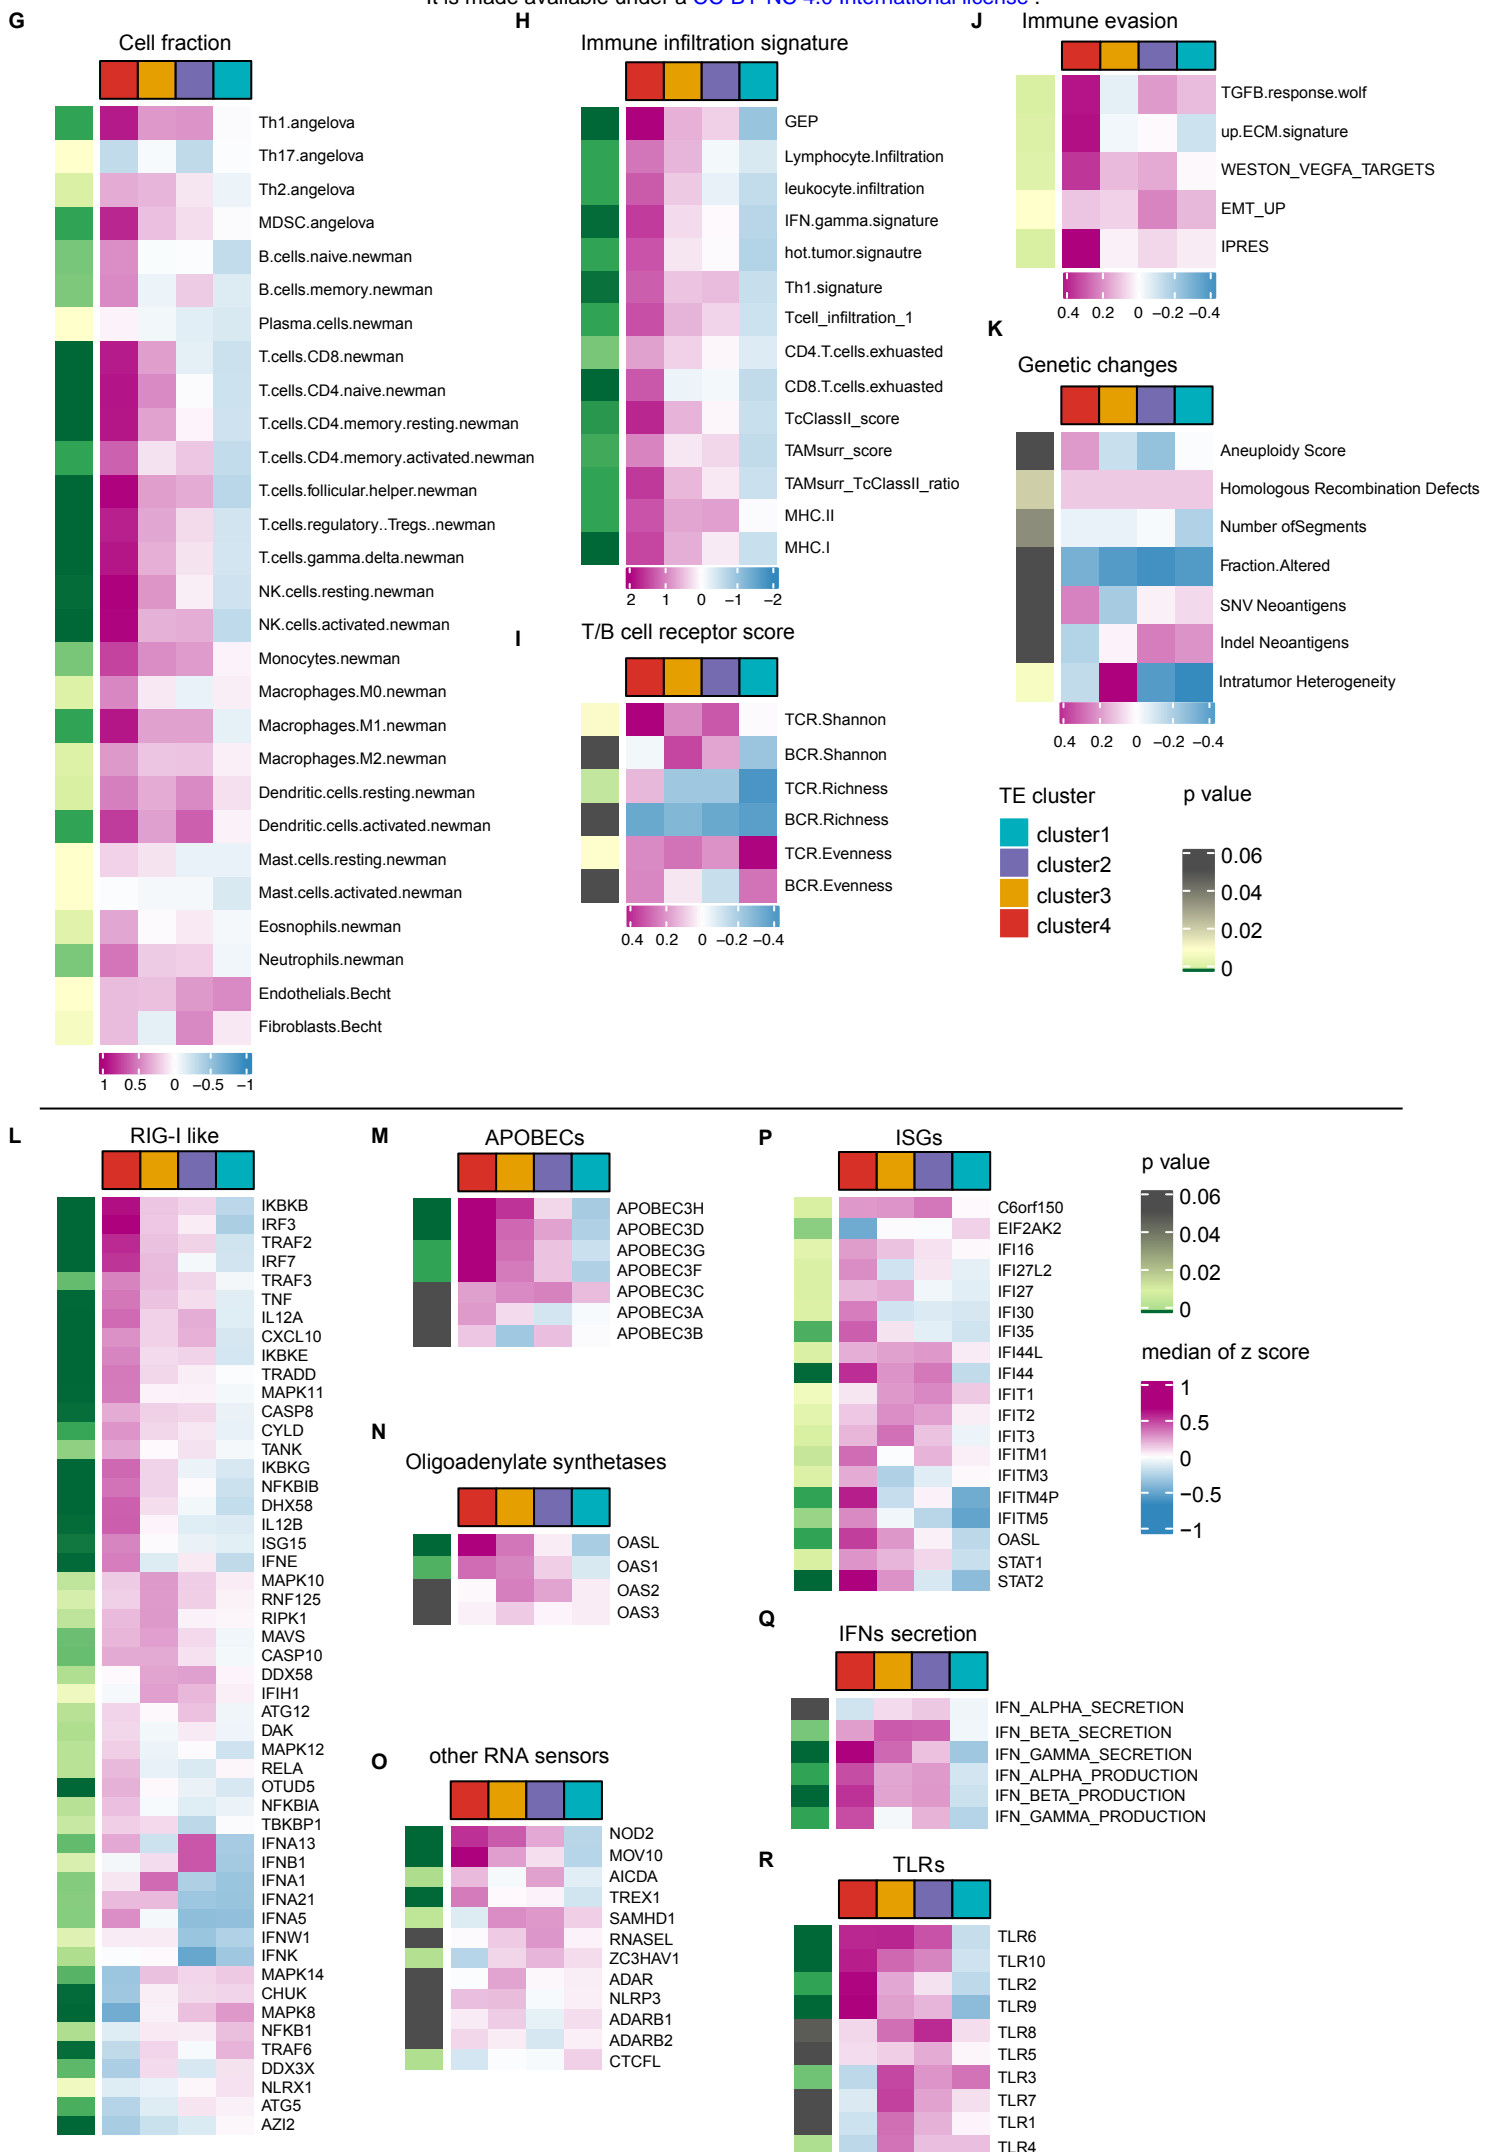 It is made available under a CC-BY-NC 4.0 International license .
G
Cell fraction
Th1.angelova
Th17.angelova
Th2.angelova
MDSC.angelova
B.cells.naive.newman
B.cells.memory.newman
Plasma.cells.newman
T.cells.CD8.newman
T.cells.CD4.naive.newman
T.cells.CD4.memory.resting.newman
T.cells.CD4.memory.activated.newman
T.cells.follicular.helper.newman
T.cells.regulatory..Tregs..newman
T.cells.gamma.delta.newman
NK.cells.resting.newman
NK.cells.activated.newman
Monocytes.newman
Macrophages.M0.newman
Macrophages.M1.newman
Macrophages.M2.newman
Dendritic.cells.resting.newman
Dendritic.cells.activated.newman
Mast.cells.resting.newman
Mast.cells.activated.newman
Eosnophils.newman
Neutrophils.newman
Endothelials.Becht
Fibroblasts.Becht
1 0.5 0 −0.5 −1
H
Immune infiltration signature
GEP
Lymphocyte.Infiltration
leukocyte.infiltration
IFN.gamma.signature
hot.tumor.signautre
Th1.signature
Tcell_infiltration_1
CD4.T.cells.exhuasted
CD8.T.cells.exhuasted
TcClassII_score
TAMsurr_score
TAMsurr_TcClassII_ratio
MHC.II
MHC.I
2 1 0 −1 −2
I
T/B cell receptor score
TCR.Shannon
BCR.Shannon
TCR.Richness
BCR.Richness
TCR.Evenness
BCR.Evenness
0.4 0.2 0 −0.2 −0.4
J
Immune evasion
TGFB.response.wolf
up.ECM.signature
WESTON_VEGFA_TARGETS
EMT_UP
IPRES
0.4 0.2 0 −0.2 −0.4
K
Genetic changes
Aneuploidy Score
Homologous Recombination Defects
Number ofSegments
Fraction.Altered
SNV Neoantigens
Indel Neoantigens
Intratumor Heterogeneity
0.4 0.2 0 −0.2 −0.4
TE cluster
cluster1
cluster2
cluster3
cluster4
p value
0.06
0.04
0.02
0
L
RIG-I like
IKBKB
IRF3
TRAF2
IRF7
TRAF3
TNF
IL12A
CXCL10
IKBKE
TRADD
MAPK11
CASP8
CYLD
TANK
IKBKG
NFKBIB
DHX58
IL12B
ISG15
IFNE
MAPK10
RNF125
RIPK1
MAVS
CASP10
DDX58
IFIH1
ATG12
DAK
MAPK12
RELA
OTUD5
NFKBIA
TBKBP1
IFNA13
IFNB1
IFNA1
IFNA21
IFNA5
IFNW1
IFNK
MAPK14
CHUK
MAPK8
NFKB1
TRAF6
DDX3X
NLRX1
ATG5
AZI2
M
APOBECs
APOBEC3H
APOBEC3D
APOBEC3G
APOBEC3F
APOBEC3C
APOBEC3A
APOBEC3B
N
Oligoadenylate synthetases
OASL
OAS1
OAS2
OAS3
O
other RNA sensors
NOD2
MOV10
AICDA
TREX1
SAMHD1
RNASEL
ZC3HAV1
ADAR
NLRP3
ADARB1
ADARB2
CTCFL
P
ISGs
C6orf150
EIF2AK2
IFI16
IFI27L2
IFI27
IFI30
IFI35
IFI44L
IFI44
IFIT1
IFIT2
IFIT3
IFITM1
IFITM3
IFITM4P
IFITM5
OASL
STAT1
STAT2
p value
0.06
0.04
0.02
0
median of z score
1
0.5
0
−0.5
−1
Q
IFNs secretion
IFN_ALPHA_SECRETION
IFN_BETA_SECRETION
IFN_GAMMA_SECRETION
IFN_ALPHA_PRODUCTION
IFN_BETA_PRODUCTION
IFN_GAMMA_PRODUCTION
R
TLRs
TLR6
TLR10
TLR2
TLR9
TLR8
TLR5
TLR3
TLR7
TLR1
TLR4